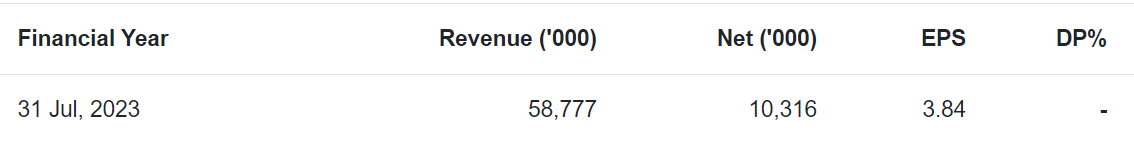 Financial Year Revenue ('000) Net ('000) EPS DP%
31 Jul, 2023 58,777 10,316 3.84 -